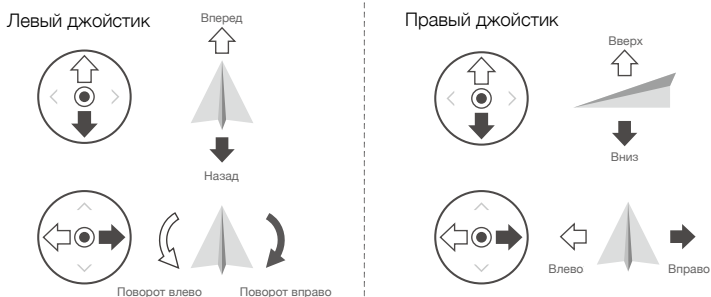 Левый джойстик
Вперед
Назад
Поворот влево
Поворот вправо
Правый джойстик
Вверх
Вниз
Влево
Вправо